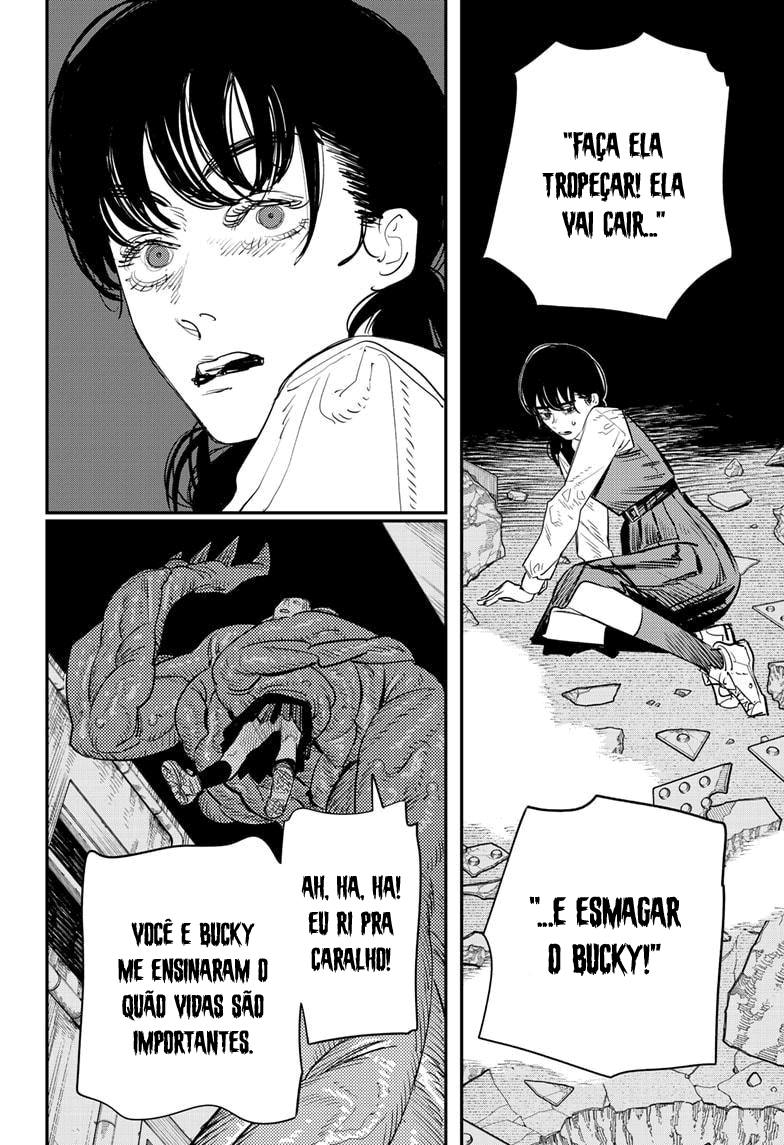 "FAÇA ELA
TROPEÇAR! ELA
VAI CAIR..."
"...E ESMAGAR
O BUCKY!"
AH, HA, HA!
EU RI PRA
CARALHO!
VOCÊ E BUCKY
ME ENSINARAM O
QUÃO VIDAS SÃO
IMPORTANTES.